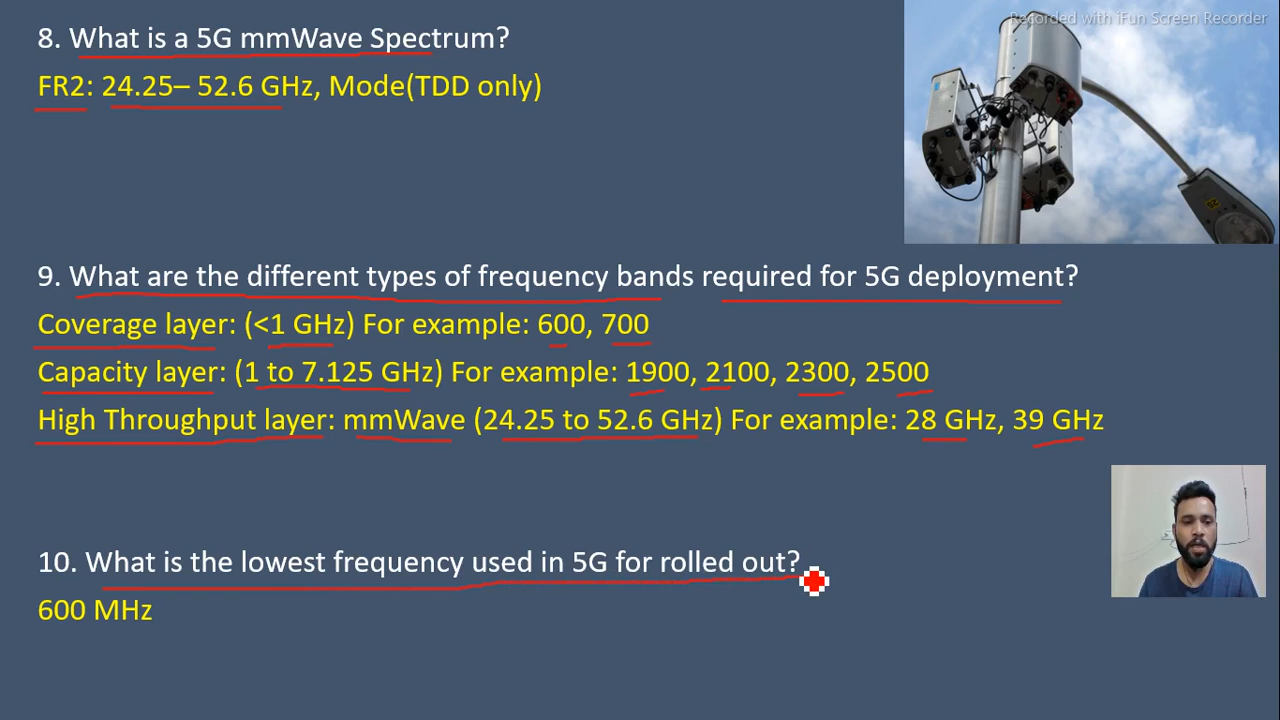 Recorded with iFun Screen Recorder
8. What is a 5G mmWave Spectrum?
FR2: 24.25– 52.6 GHz, Mode(TDD only)
9. What are the different types of frequency bands required for 5G deployment?
Coverage layer: (<1 GHz) For example: 600, 700
Capacity layer: (1 to 7.125 GHz) For example: 1900, 2100, 2300, 2500
High Throughput layer: mmWave (24.25 to 52.6 GHz) For example: 28 GHz, 39 GHz
10. What is the lowest frequency used in 5G for rolled out?
600 MHz